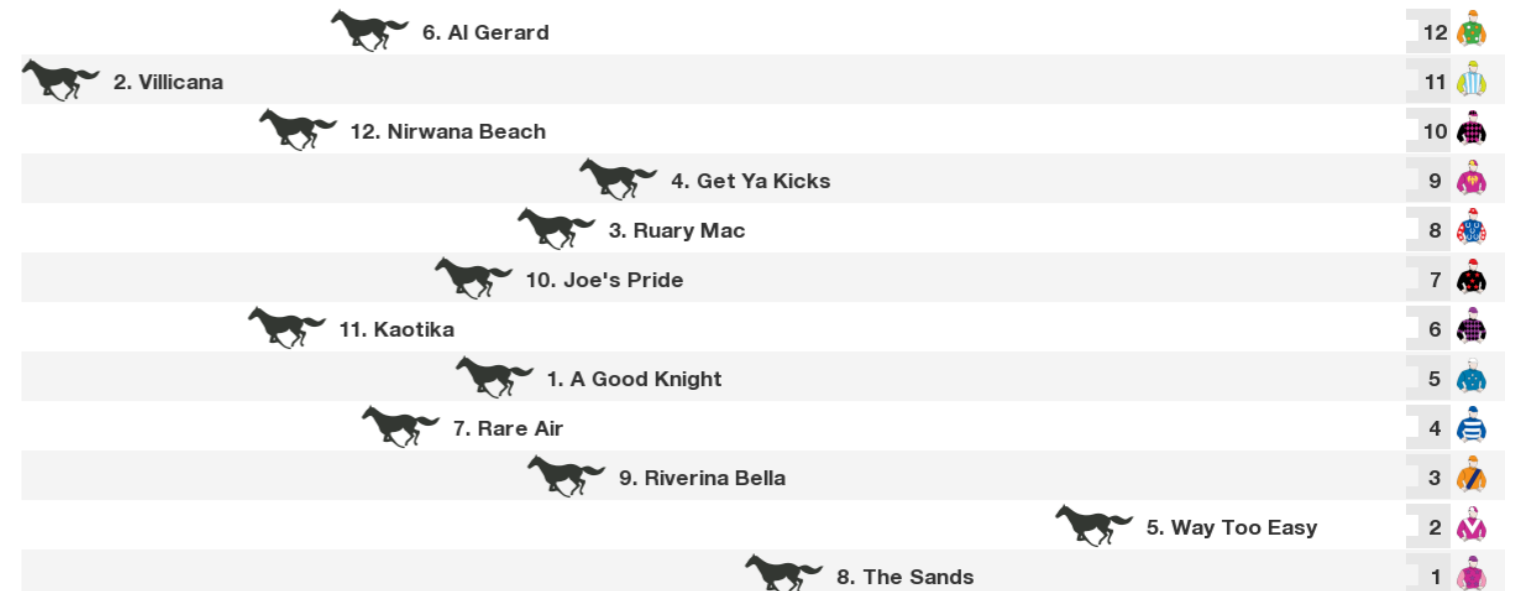 6. Al Gerard 12
2. Villicana 11
12. Nirwana Beach 10
4. Get Ya Kicks 9
3. Ruary Mac 8
10. Joe's Pride 7
11. Kaotika 6
1. A Good Knight 5
7. Rare Air 4
9. Riverina Bella 3
5. Way Too Easy 2
8. The Sands 1